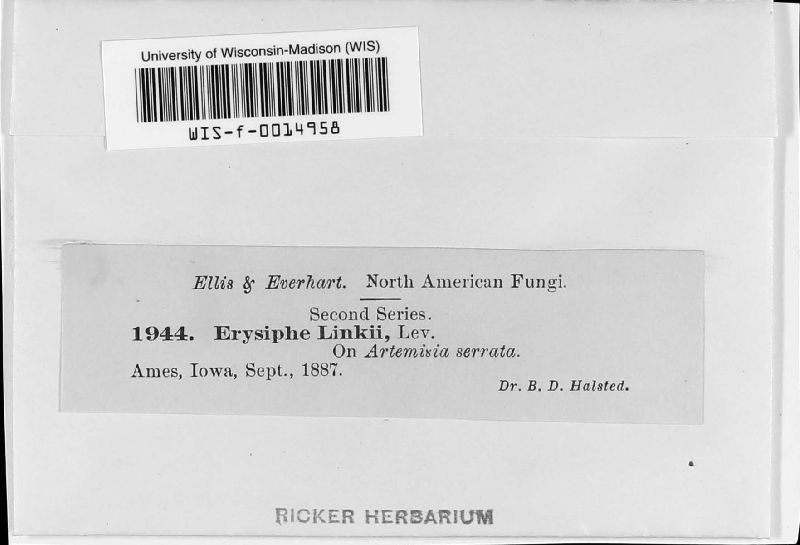 University of Wisconsin-Madison (WIS)
WIS-f-0014958
Ellis & Everhart. North American Fungi.
Second Series.
1944. Erysiphe Linkii, Lev.
On Artemisia serrata.
Ames, Iowa, Sept., 1887.
Dr. B. D. Halsted.
RICKER HERBARIUM